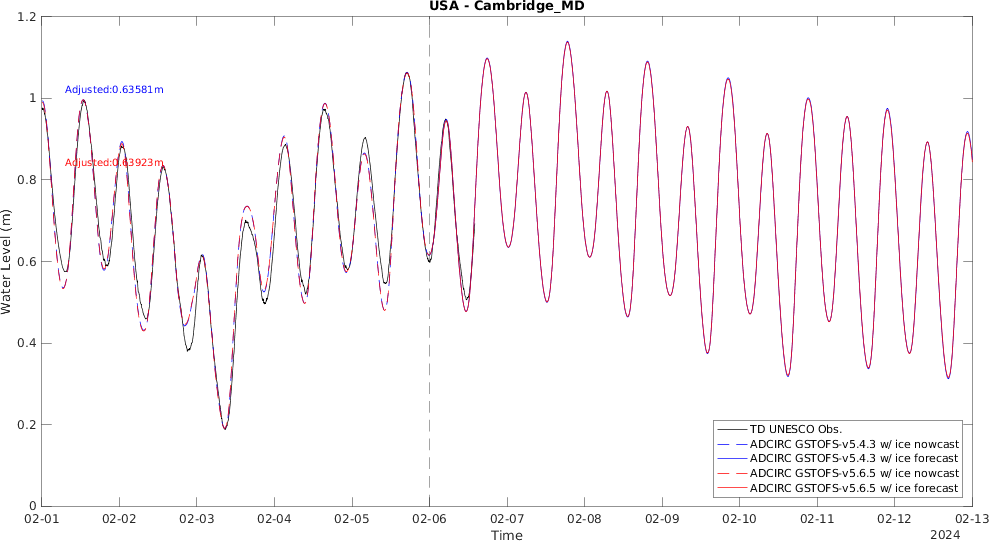 USA - Cambridge_MD
1.2
1
0.8
0.6
0.4
0.2
0
Water Level (m)
Adjusted:0.63581m
Adjusted:0.63923m
TD UNESCO Obs.
ADCIRC GSTOFS-v5.4.3 w/ ice nowcast
ADCIRC GSTOFS-v5.4.3 w/ ice forecast
ADCIRC GSTOFS-v5.6.5 w/ ice nowcast
ADCIRC GSTOFS-v5.6.5 w/ ice forecast
02-01 02-02 02-03 02-04 02-05 02-06 02-07 02-08 02-09 02-10 02-11 02-12 02-13
Time
2024